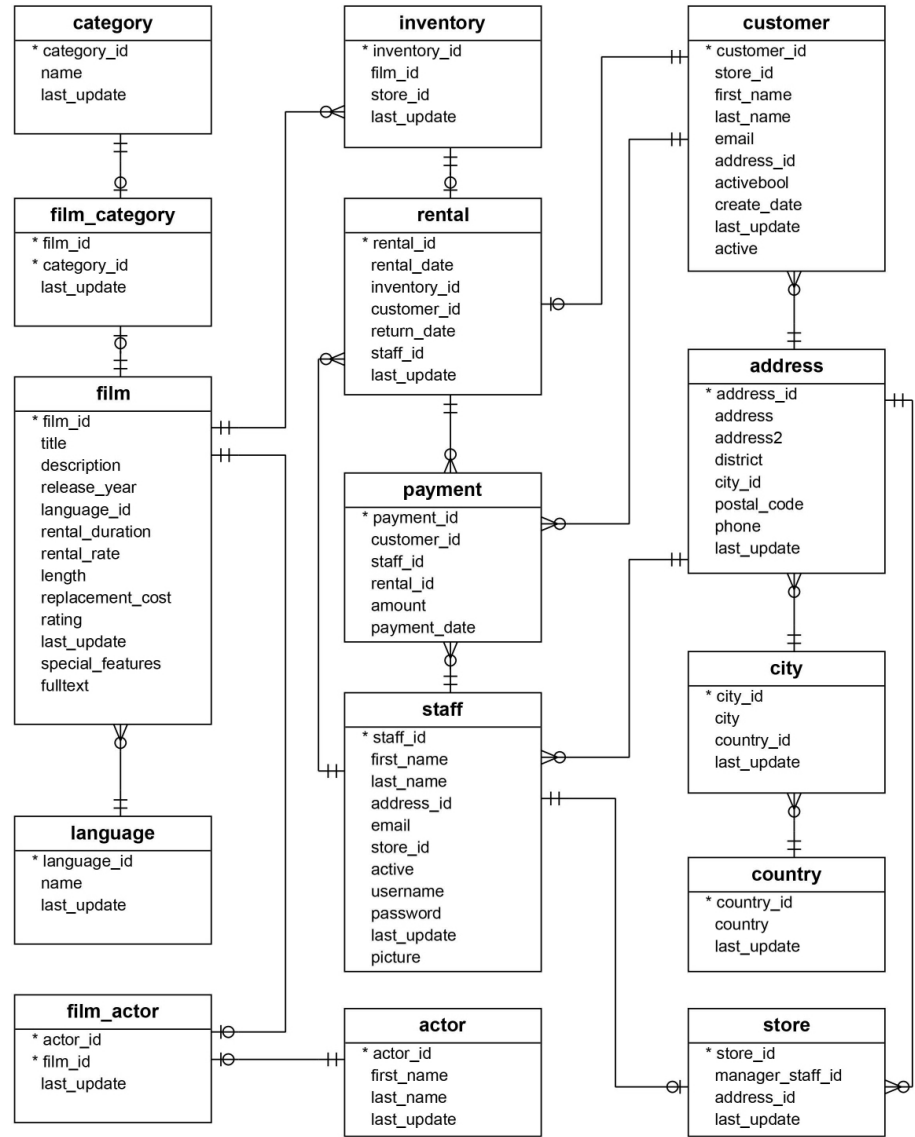 category
* category_id
name
last_update
film_category
* film_id
* category_id
last_update
film
* film_id
title
description
release_year
language_id
rental_duration
rental_rate
length
replacement_cost
rating
last_update
special_features
fulltext
language
* language_id
name
last_update
film_actor
* actor_id
* film_id
last_update
inventory
* inventory_id
film_id
store_id
last_update
rental
* rental_id
rental_date
inventory_id
customer_id
return_date
staff_id
last_update
payment
* payment_id
customer_id
staff_id
rental_id
amount
payment_date
staff
* staff_id
first_name
last_name
address_id
email
store_id
active
username
password
last_update
picture
actor
* actor_id
first_name
last_name
last_update
customer
* customer_id
store_id
first_name
last_name
email
address_id
activebool
create_date
last_update
active
address
* address_id
address
address2
district
city_id
postal_code
phone
last_update
city
* city_id
city
country_id
last_update
country
* country_id
country
last_update
store
* store_id
manager_staff_id
address_id
last_update